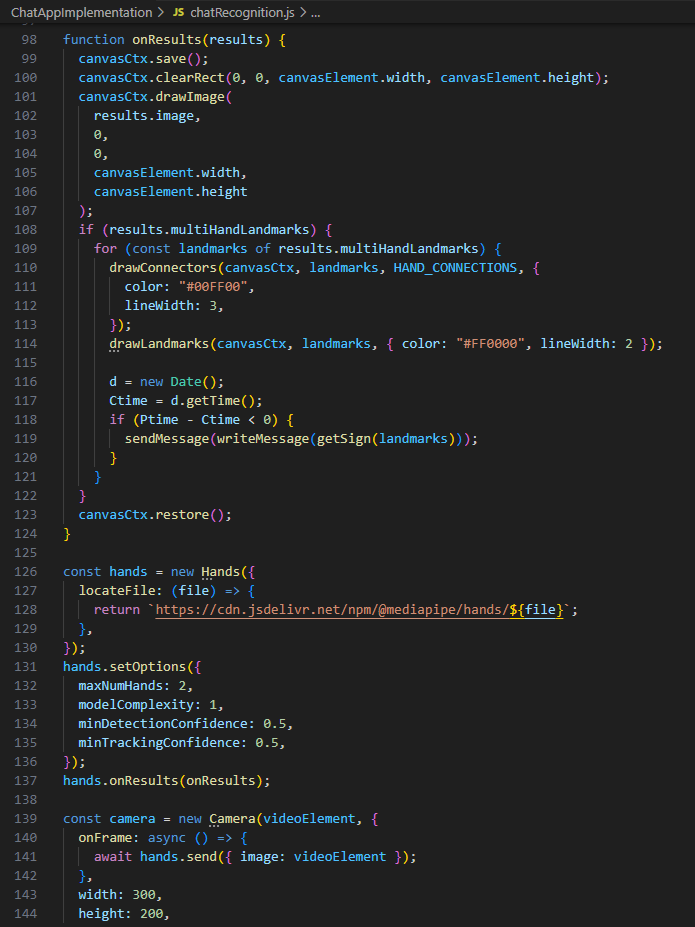 ChatAppImplementation > JS chatRecognition.js > ...
98 function onResults(results) {
99 canvasCtx.save();
100 canvasCtx.clearRect(0, 0, canvasElement.width, canvasElement.height);
101 canvasCtx.drawImage(
102 results.image,
103 0,
104 0,
105 canvasElement.width,
106 canvasElement.height
107 );
108 if (results.multiHandLandmarks) {
109 for (const landmarks of results.multiHandLandmarks) {
110 drawConnectors(canvasCtx, landmarks, HAND_CONNECTIONS, {
111 color: "#00FF00",
112 lineWidth: 3,
113 });
114 drawLandmarks(canvasCtx, landmarks, { color: "#FF0000", lineWidth: 2 });
115
116 d = new Date();
117 Ctime = d.getTime();
118 if (Ptime - Ctime < 0) {
119 sendMessage(writeMessage(getSign(landmarks)));
120 }
121 }
122 }
123 canvasCtx.restore();
124 }
125
126 const hands = new Hands({
127 locateFile: (file) => {
128 return `https://cdn.jsdelivr.net/npm/@mediapipe/hands/${file}`;
129 },
130 });
131 hands.setOptions({
132 maxNumHands: 2,
133 modelComplexity: 1,
134 minDetectionConfidence: 0.5,
135 minTrackingConfidence: 0.5,
136 });
137 hands.onResults(onResults);
138
139 const camera = new Camera(videoElement, {
140 onFrame: async () => {
141 await hands.send({ image: videoElement });
142 },
143 width: 300,
144 height: 200,